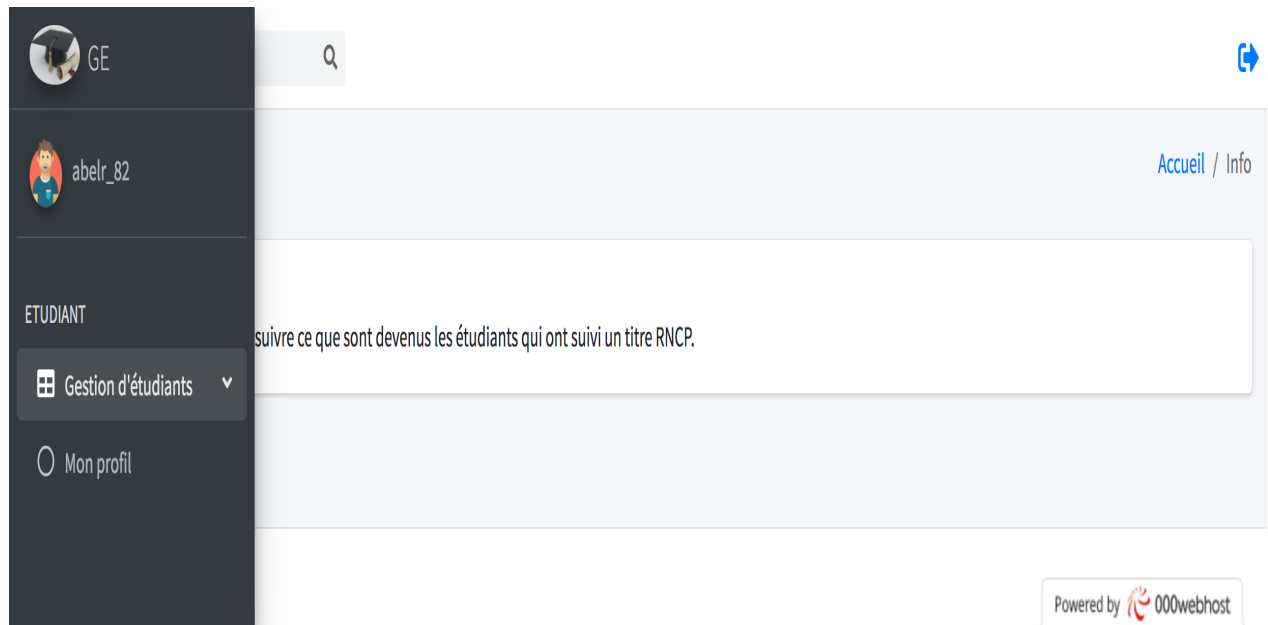 GE
abelr_82
Accueil / Info
ETUDIANT
suivre ce que sont devenus les étudiants qui ont suivi un titre RNCP.
Gestion d'étudiants
Mon profil
Powered by 000webhost